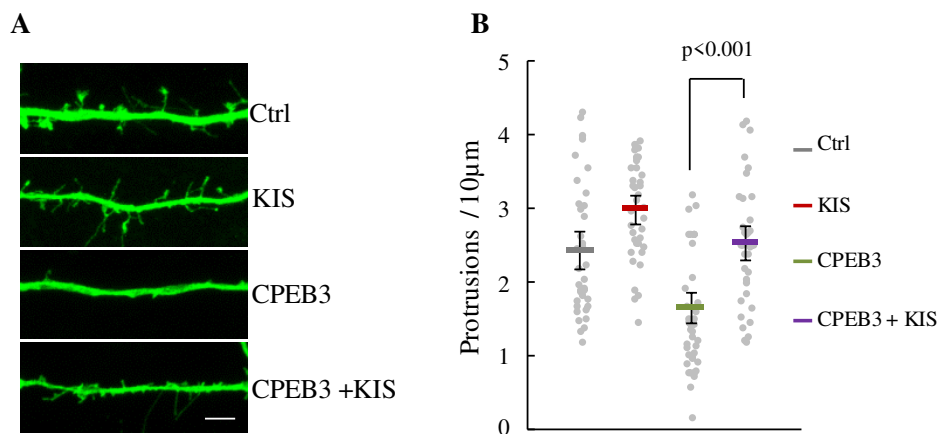 A
Ctrl
KIS
CPEB3
CPEB3 +KIS
B
p<0.001
Protrusions / 10µm
5
4
3
2
1
0
Ctrl
KIS
CPEB3
CPEB3 + KIS